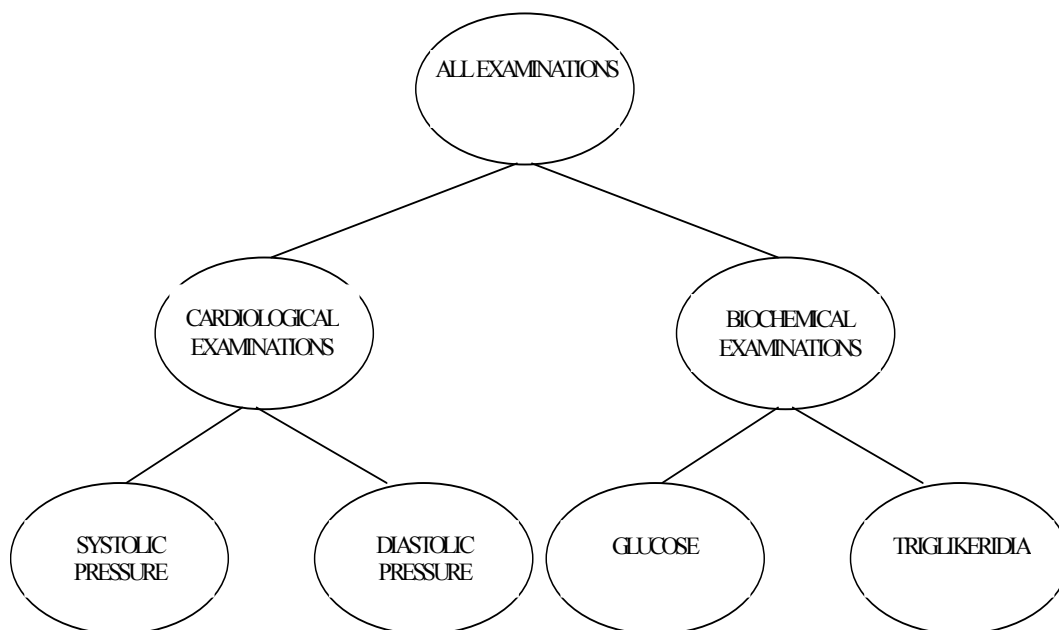 ALL EXAMINATIONS
CARDIOLOGICAL
EXAMINATIONS
BIOCHEMICAL
EXAMINATIONS
SYSTOLIC
PRESSURE
DIASTOLIC
PRESSURE
GLUCOSE
TRIGLIKERIDIA